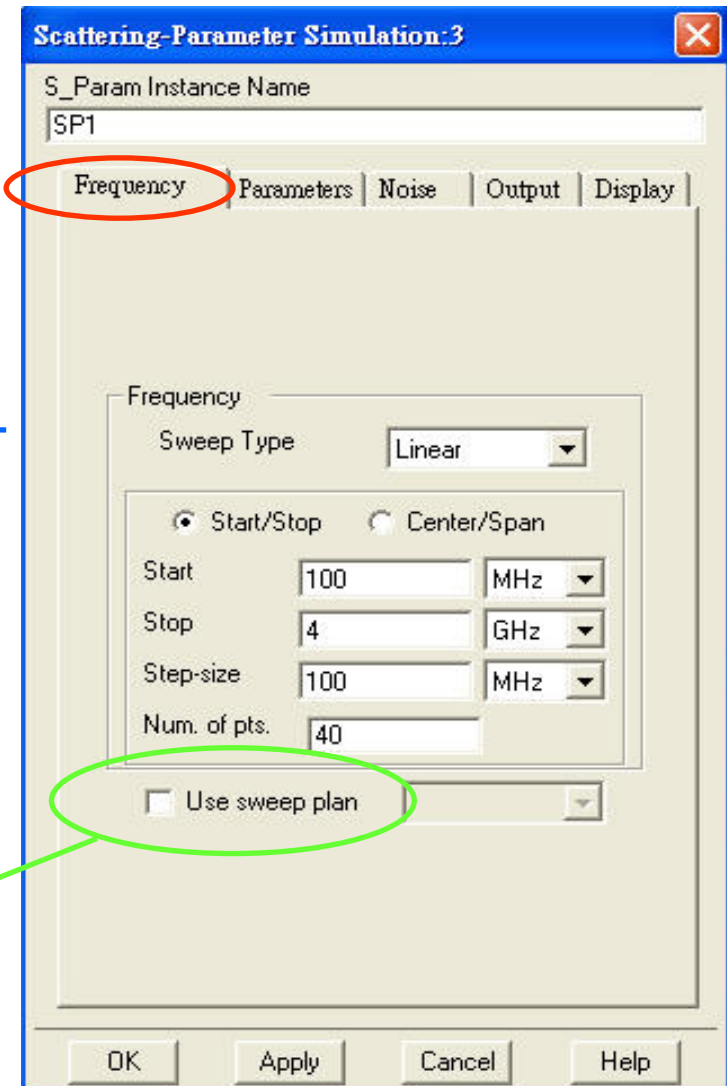 Scattering-Parameter Simulation:3
S_Param Instance Name
SP1
Frequency Parameters Noise Output Display
Frequency
Sweep Type Linear
Start/Stop Center/Span
Start 100 MHz
Stop 4 GHz
Step-size 100 MHz
Num. of pts. 40
Use sweep plan
OK Apply Cancel Help